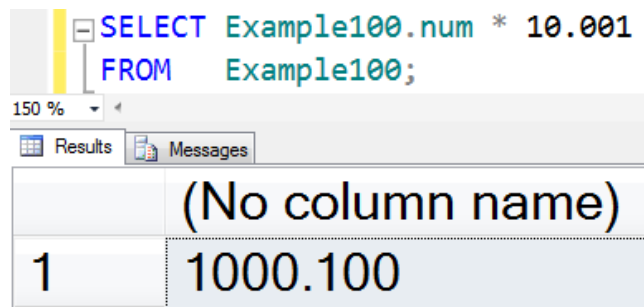 SELECT Example100.num * 10.001
FROM Example100;
150 %
Results Messages
(No column name)
1 1000.100